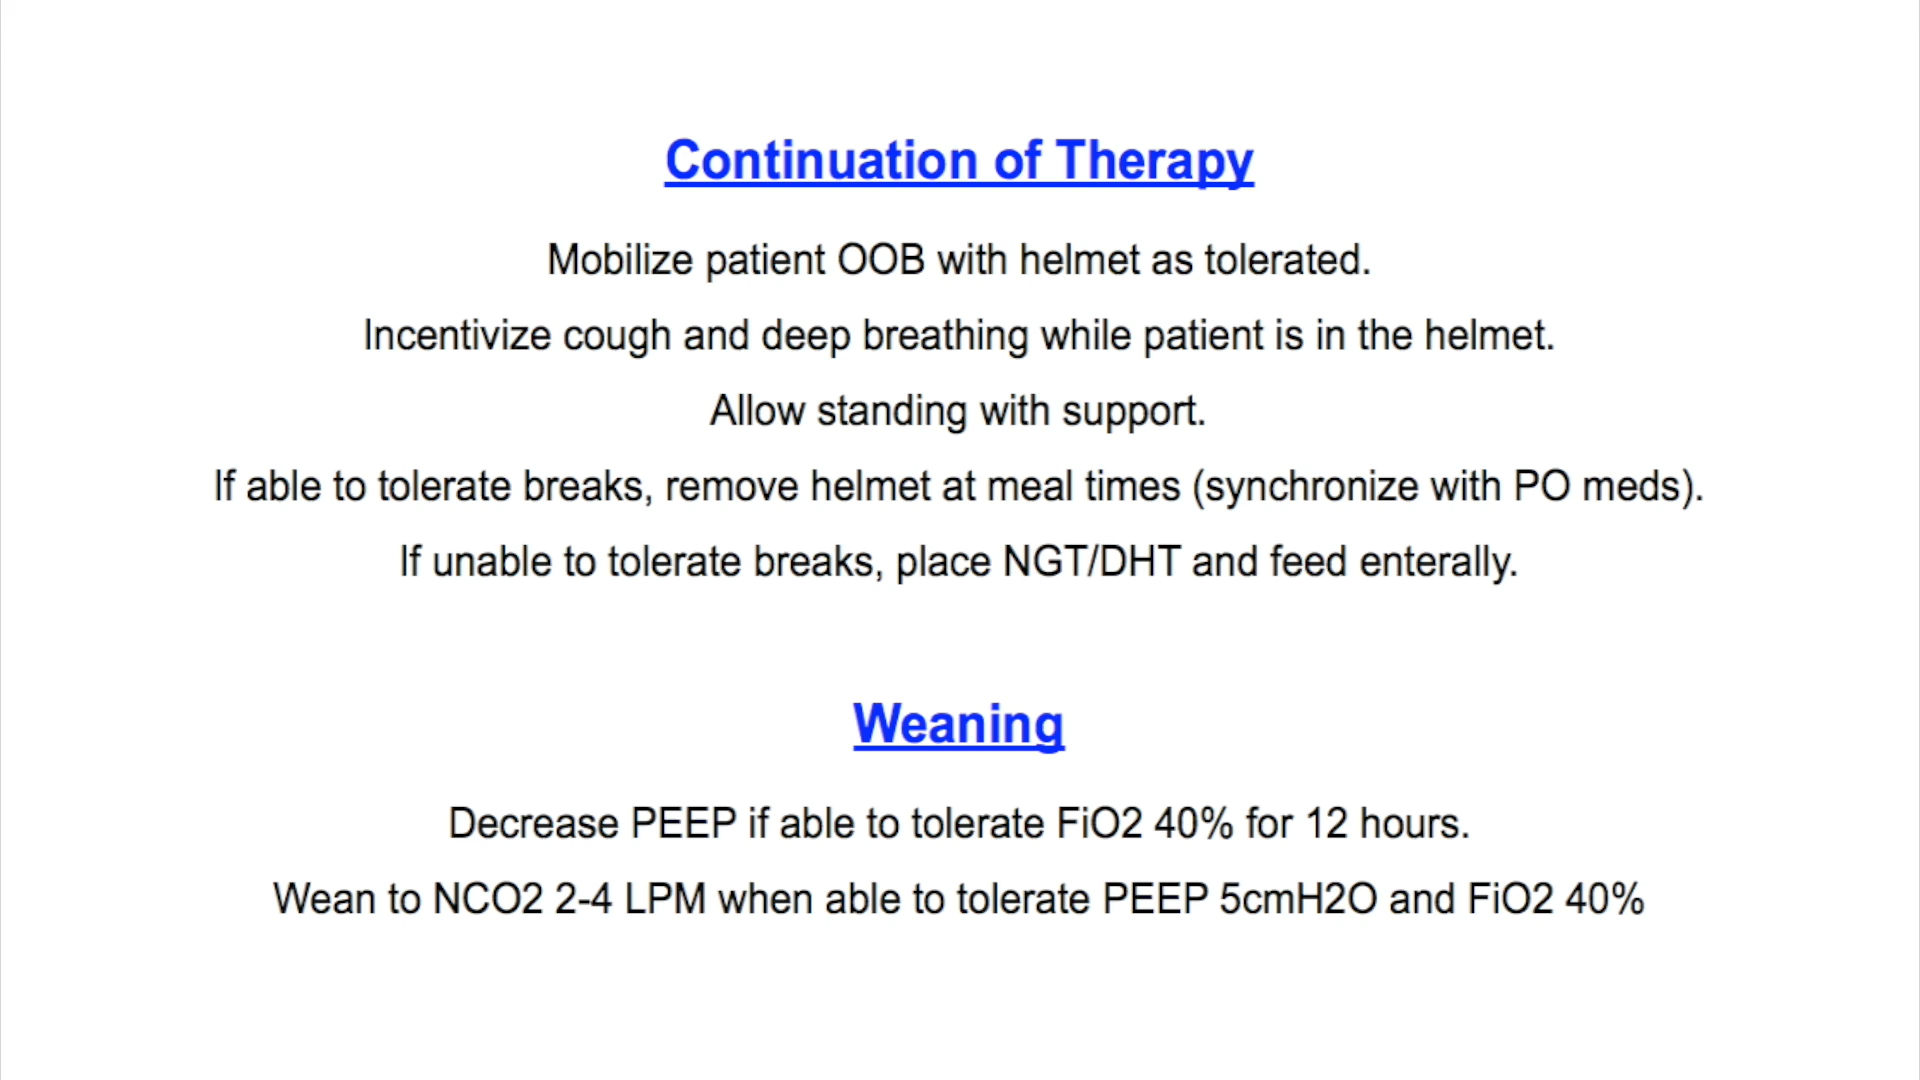 Continuation of Therapy
Mobilize patient OOB with helmet as tolerated.
Incentivize cough and deep breathing while patient is in the helmet.
Allow standing with support.
If able to tolerate breaks, remove helmet at meal times (synchronize with PO meds).
If unable to tolerate breaks, place NGT/DHT and feed enterally.
Weaning
Decrease PEEP if able to tolerate FiO2 40% for 12 hours.
Wean to NCO2 2-4 LPM when able to tolerate PEEP 5cmH2O and FiO2 40%